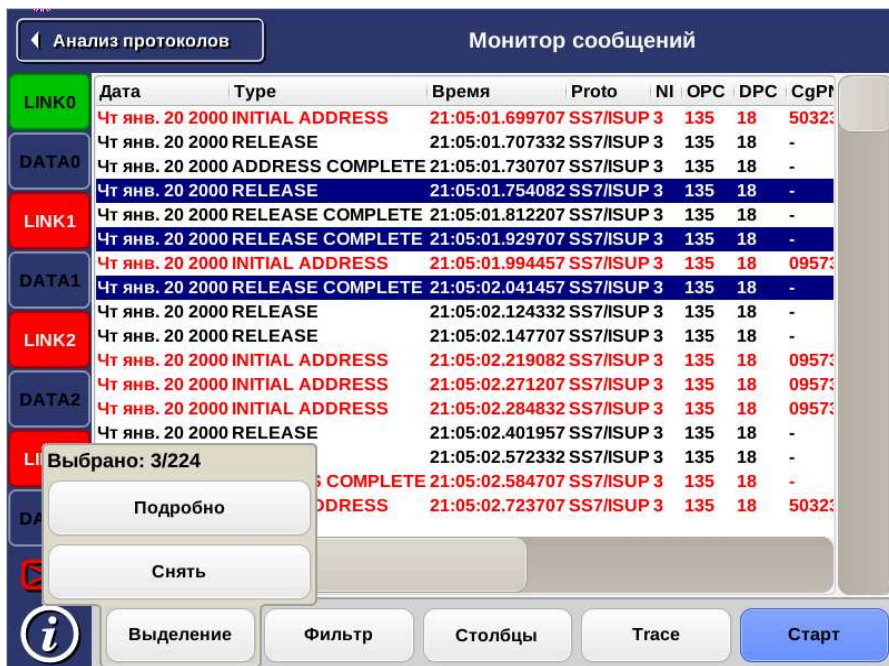 Анализ протоколов
Монитор сообщений
LINK0
DATA0
LINK1
DATA1
LINK2
DATA2
Дата Type Время Proto NI OPC DPC CgPN
Чт янв. 20 2000 INITIAL ADDRESS 21:05:01.699707 SS7/ISUP 3 135 18 50323
Чт янв. 20 2000 RELEASE 21:05:01.707332 SS7/ISUP 3 135 18 -
Чт янв. 20 2000 ADDRESS COMPLETE 21:05:01.730707 SS7/ISUP 3 135 18 -
Чт янв. 20 2000 RELEASE 21:05:01.754082 SS7/ISUP 3 135 18 -
Чт янв. 20 2000 RELEASE COMPLETE 21:05:01.812207 SS7/ISUP 3 135 18 -
Чт янв. 20 2000 RELEASE COMPLETE 21:05:01.929707 SS7/ISUP 3 135 18 -
Чт янв. 20 2000 INITIAL ADDRESS 21:05:01.994457 SS7/ISUP 3 135 18 09573
Чт янв. 20 2000 RELEASE COMPLETE 21:05:02.041457 SS7/ISUP 3 135 18 -
Чт янв. 20 2000 RELEASE 21:05:02.124332 SS7/ISUP 3 135 18 -
Чт янв. 20 2000 RELEASE 21:05:02.147707 SS7/ISUP 3 135 18 -
Чт янв. 20 2000 INITIAL ADDRESS 21:05:02.219082 SS7/ISUP 3 135 18 09573
Чт янв. 20 2000 INITIAL ADDRESS 21:05:02.271207 SS7/ISUP 3 135 18 09573
Чт янв. 20 2000 INITIAL ADDRESS 21:05:02.284832 SS7/ISUP 3 135 18 09573
Чт янв. 20 2000 RELEASE 21:05:02.401957 SS7/ISUP 3 135 18 -
21:05:02.572332 SS7/ISUP 3 135 18 -
COMPLETE 21:05:02.584707 SS7/ISUP 3 135 18 -
21:05:02.723707 SS7/ISUP 3 135 18 50323
Выбрано: 3/224
Подробно
Снять
Выделение
Фильтр
Столбцы
Trace
Старт